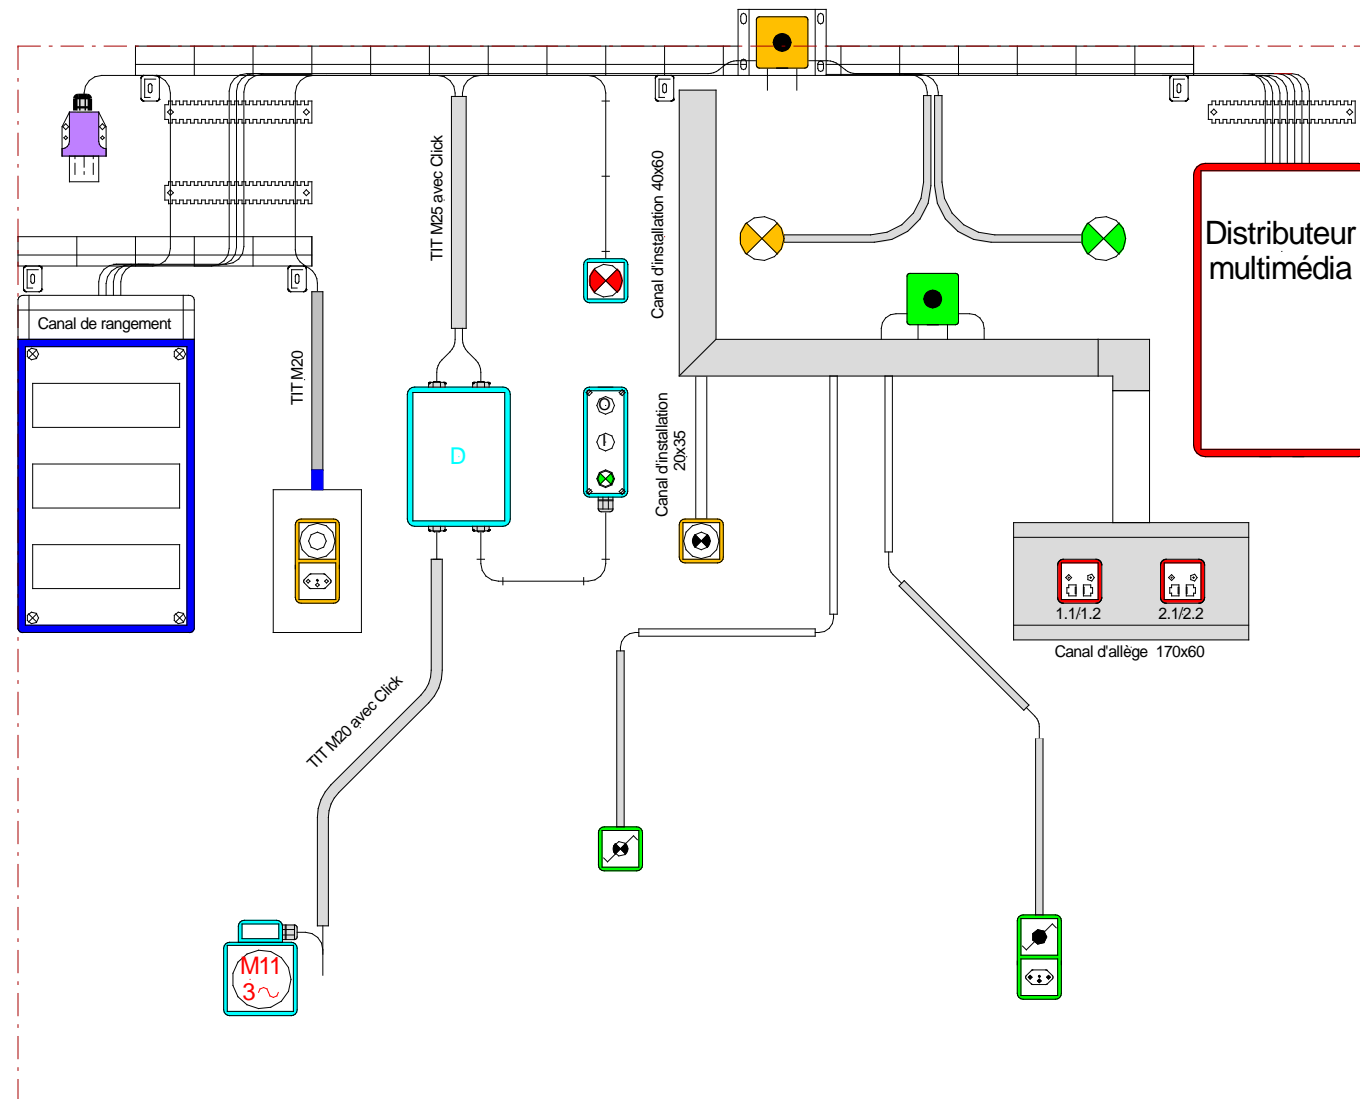 TIT M25 avec Click
Canal d'installation 40x60
Distributeur
multimédia
Canal de rangement
TIT M20
D
Canal d'installation
20x35
1.1/1.2
2.1/2.2
Canal d'allège 170x60
TIT M20 avec Click
M11
3~